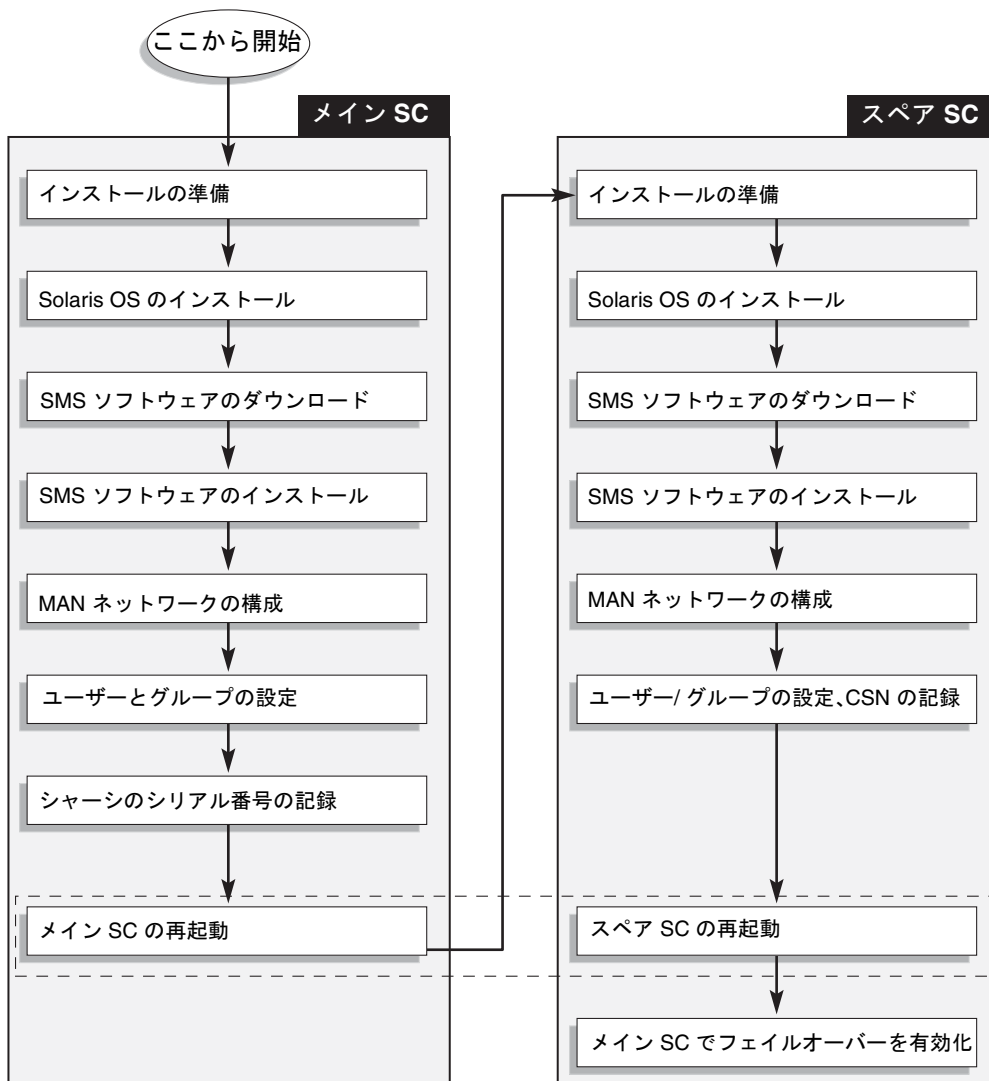 ここから開始
メイン SC
インストールの準備
Solaris OS のインストール
SMS ソフトウェアのダウンロード
SMS ソフトウェアのインストール
MAN ネットワークの構成
ユーザーとグループの設定
シャーシのシリアル番号の記録
メイン SC の再起動
スペア SC
インストールの準備
Solaris OS のインストール
SMS ソフトウェアのダウンロード
SMS ソフトウェアのインストール
MAN ネットワークの構成
ユーザー/ グループの設定、CSN の記録
スペア SC の再起動
メイン SC でフェイルオーバーを有効化